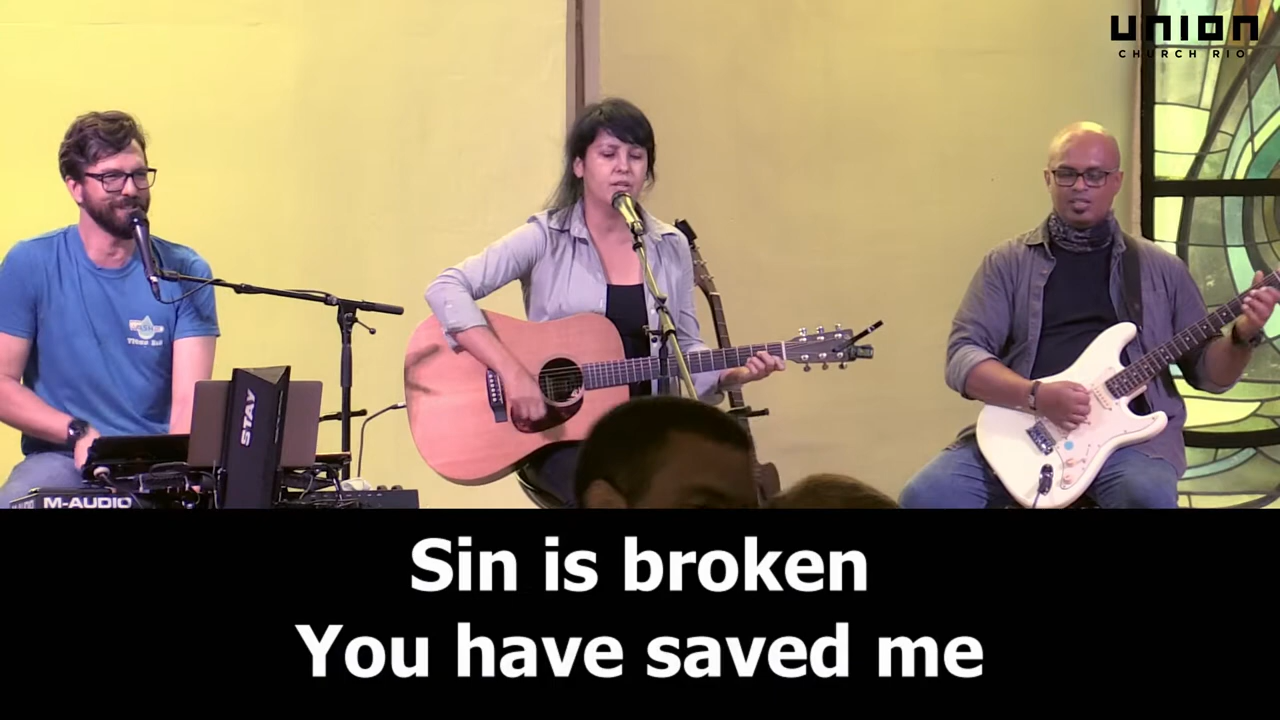 UNION
CHURCH RIO
STAY
M-AUDIO
Sin is broken
You have saved me